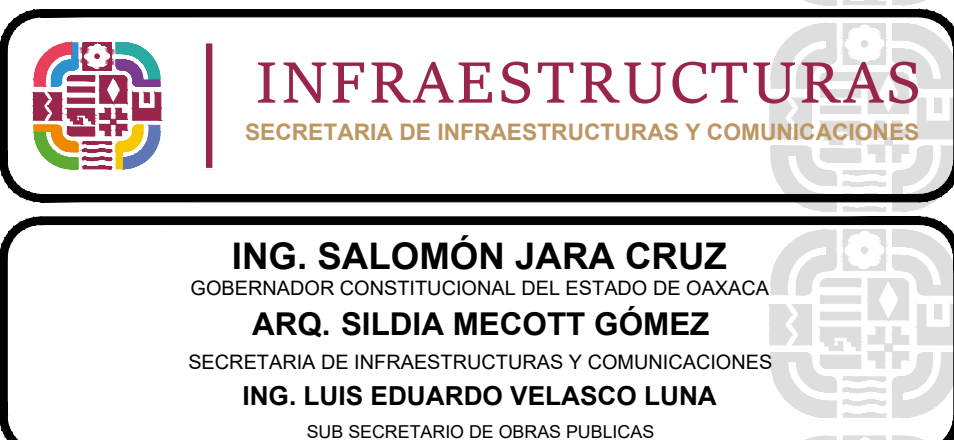 INFRAESTRUCTURAS
SECRETARIA DE INFRAESTRUCTURAS Y COMUNICACIONES
ING. SALOMÓN JARA CRUZ
GOBERNADOR CONSTITUCIONAL DEL ESTADO DE OAXACA
ARQ. SILDIA MECOTT GÓMEZ
SECRETARIA DE INFRAESTRUCTURAS Y COMUNICACIONES
ING. LUIS EDUARDO VELASCO LUNA
SUB SECRETARIO DE OBRAS PUBLICAS